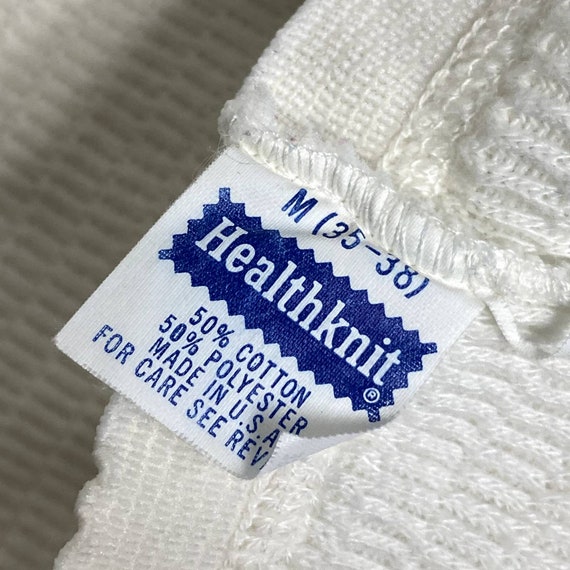 M (35-38)
Healthknit®
50% COTTON
50% POLYESTER
MADE IN U.S.A.
FOR CARE SEE REV